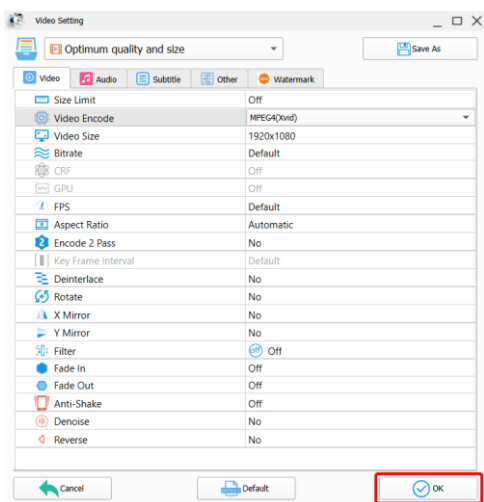 Video Setting
Optimum quality and size
Save As
Video Audio Subtitle Other Watermark
Size Limit Off
Video Encode MPEG4(Xvid)
Video Size 1920x1080
Bitrate Default
CRF Off
GPU Off
FPS Default
Aspect Ratio Automatic
Encode 2 Pass No
Key Frame Interval Default
Deinterlace No
Rotate No
X Mirror No
Y Mirror No
Filter Off
Fade In Off
Fade Out Off
Anti-Shake Off
Denoise No
Reverse No
Cancel Default OK